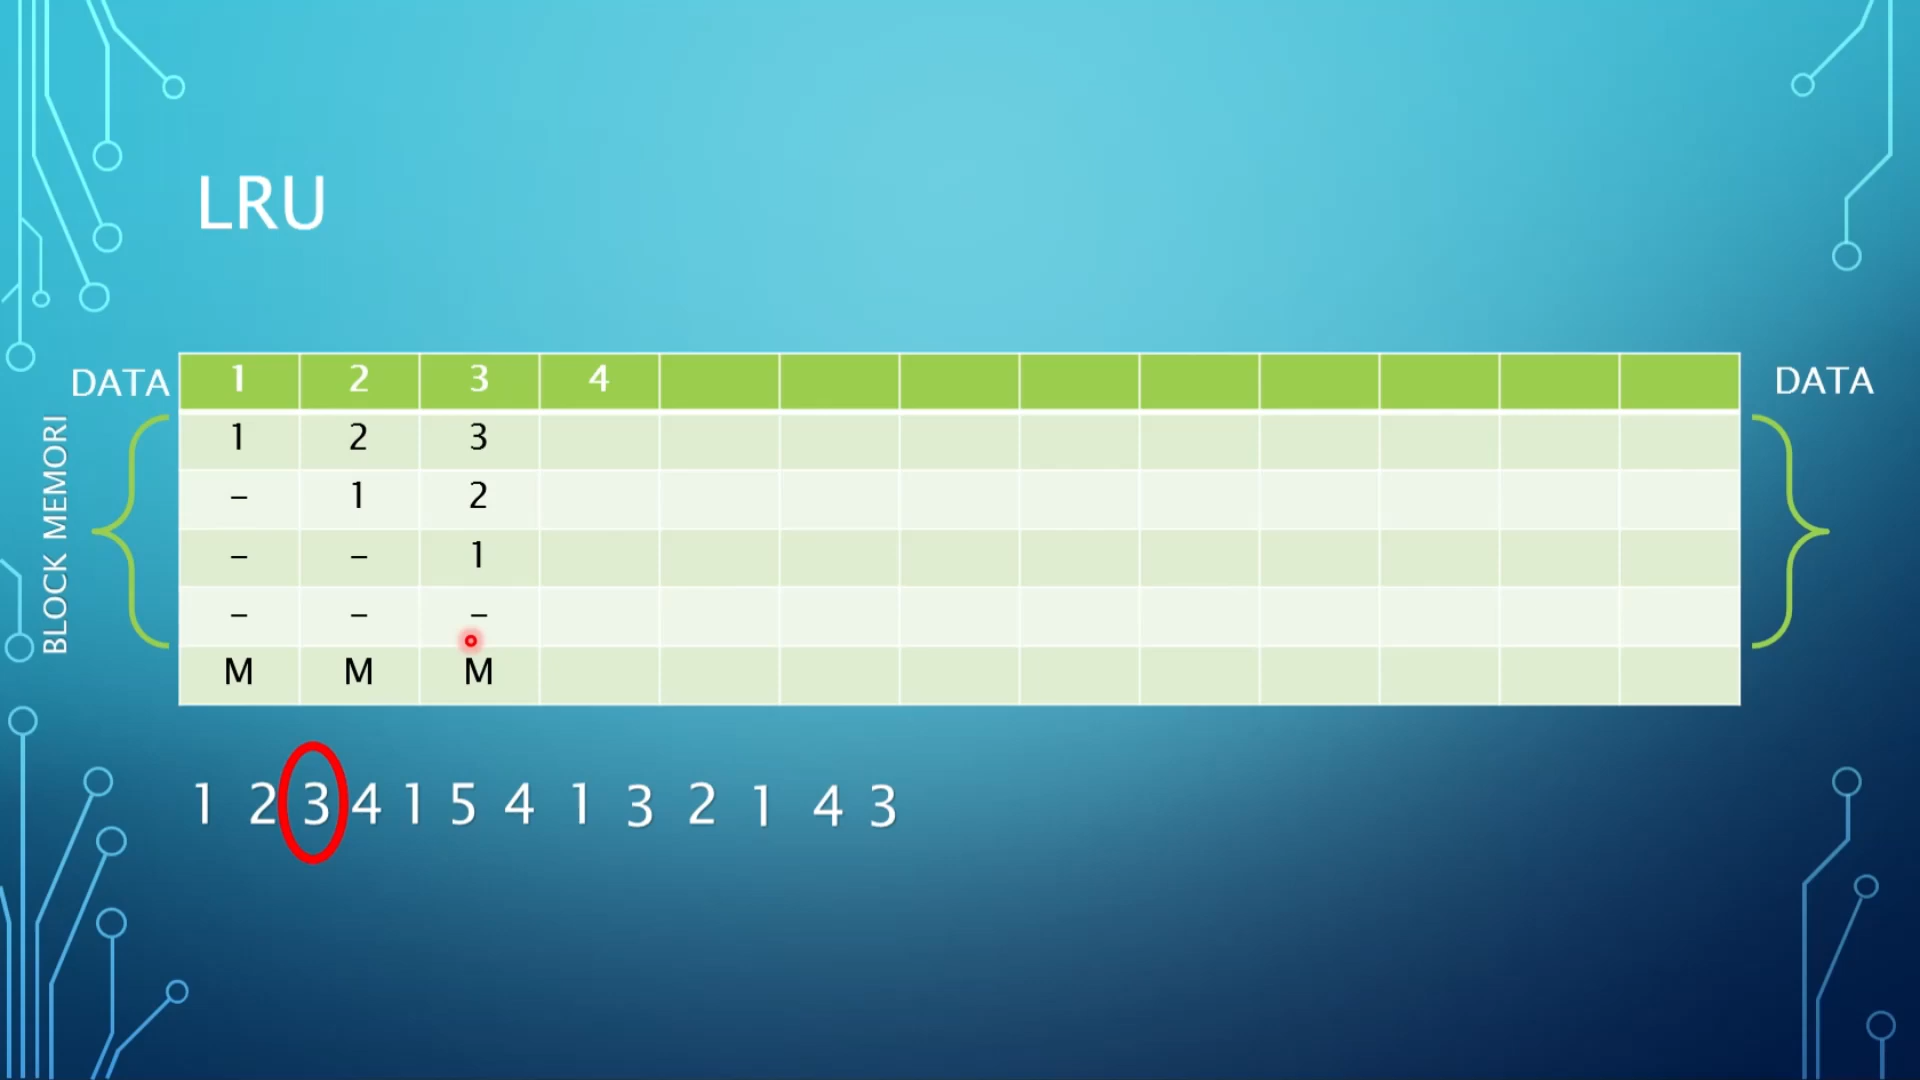 LRU
DATA 1 2 3 4 DATA
BLOCK MEMORI
1 2 3
– 1 2
– – 1
– – –
M M M
1 2 3 4 1 5 4 1 3 2 1 4 3